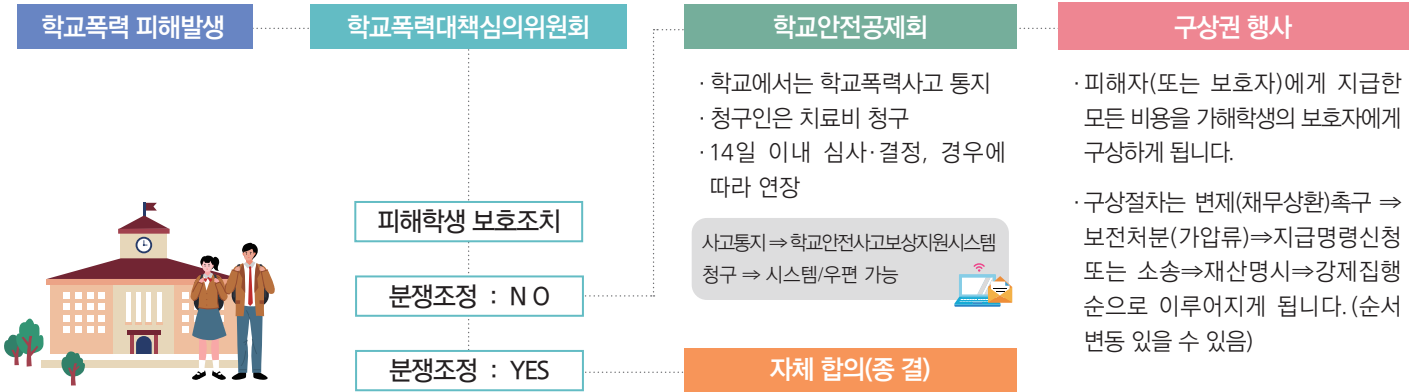 학교폭력 피해발생
학교폭력대책심의위원회
피해학생 보호조치
분쟁조정 : NO
분쟁조정 : YES
학교안전공제회
· 학교에서는 학교폭력사고 통지
· 청구인은 치료비 청구
· 14일 이내 심사·결정, 경우에
따라 연장
사고통지⇒학교안전사고보상지원시스템
청구 ⇒ 시스템/우편 가능
자체 합의(종 결)
구상권 행사
· 피해자(또는 보호자)에게 지급한
모든 비용을 가해학생의 보호자에게
구상하게 됩니다.
· 구상절차는 변제(채무상환)촉구 ⇒
보전처분(가압류)⇒지급명령신청
또는 소송⇒재산명시⇒강제집행
순으로 이루어지게 됩니다. (순서
변동 있을 수 있음)